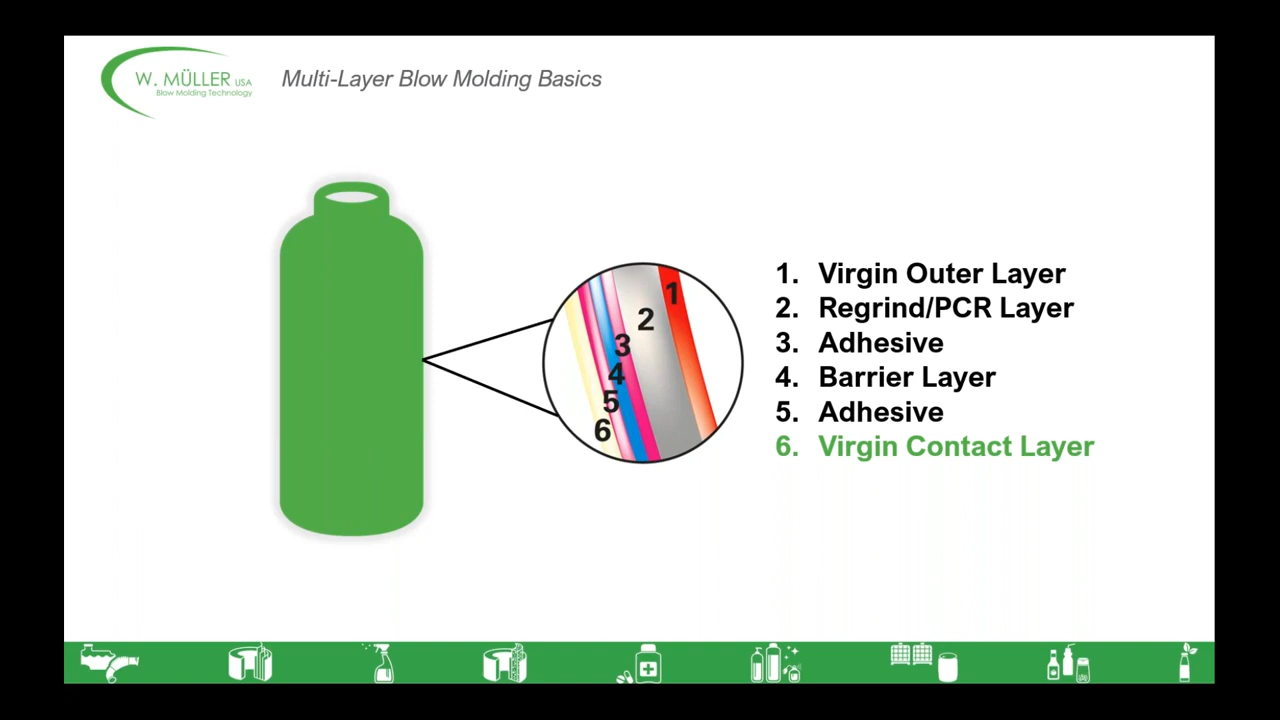 W. MÜLLER USA
Blow Molding Technology
Multi-Layer Blow Molding Basics
1
2
3
4
5
6
1. Virgin Outer Layer
2. Regrind/PCR Layer
3. Adhesive
4. Barrier Layer
5. Adhesive
6. Virgin Contact Layer